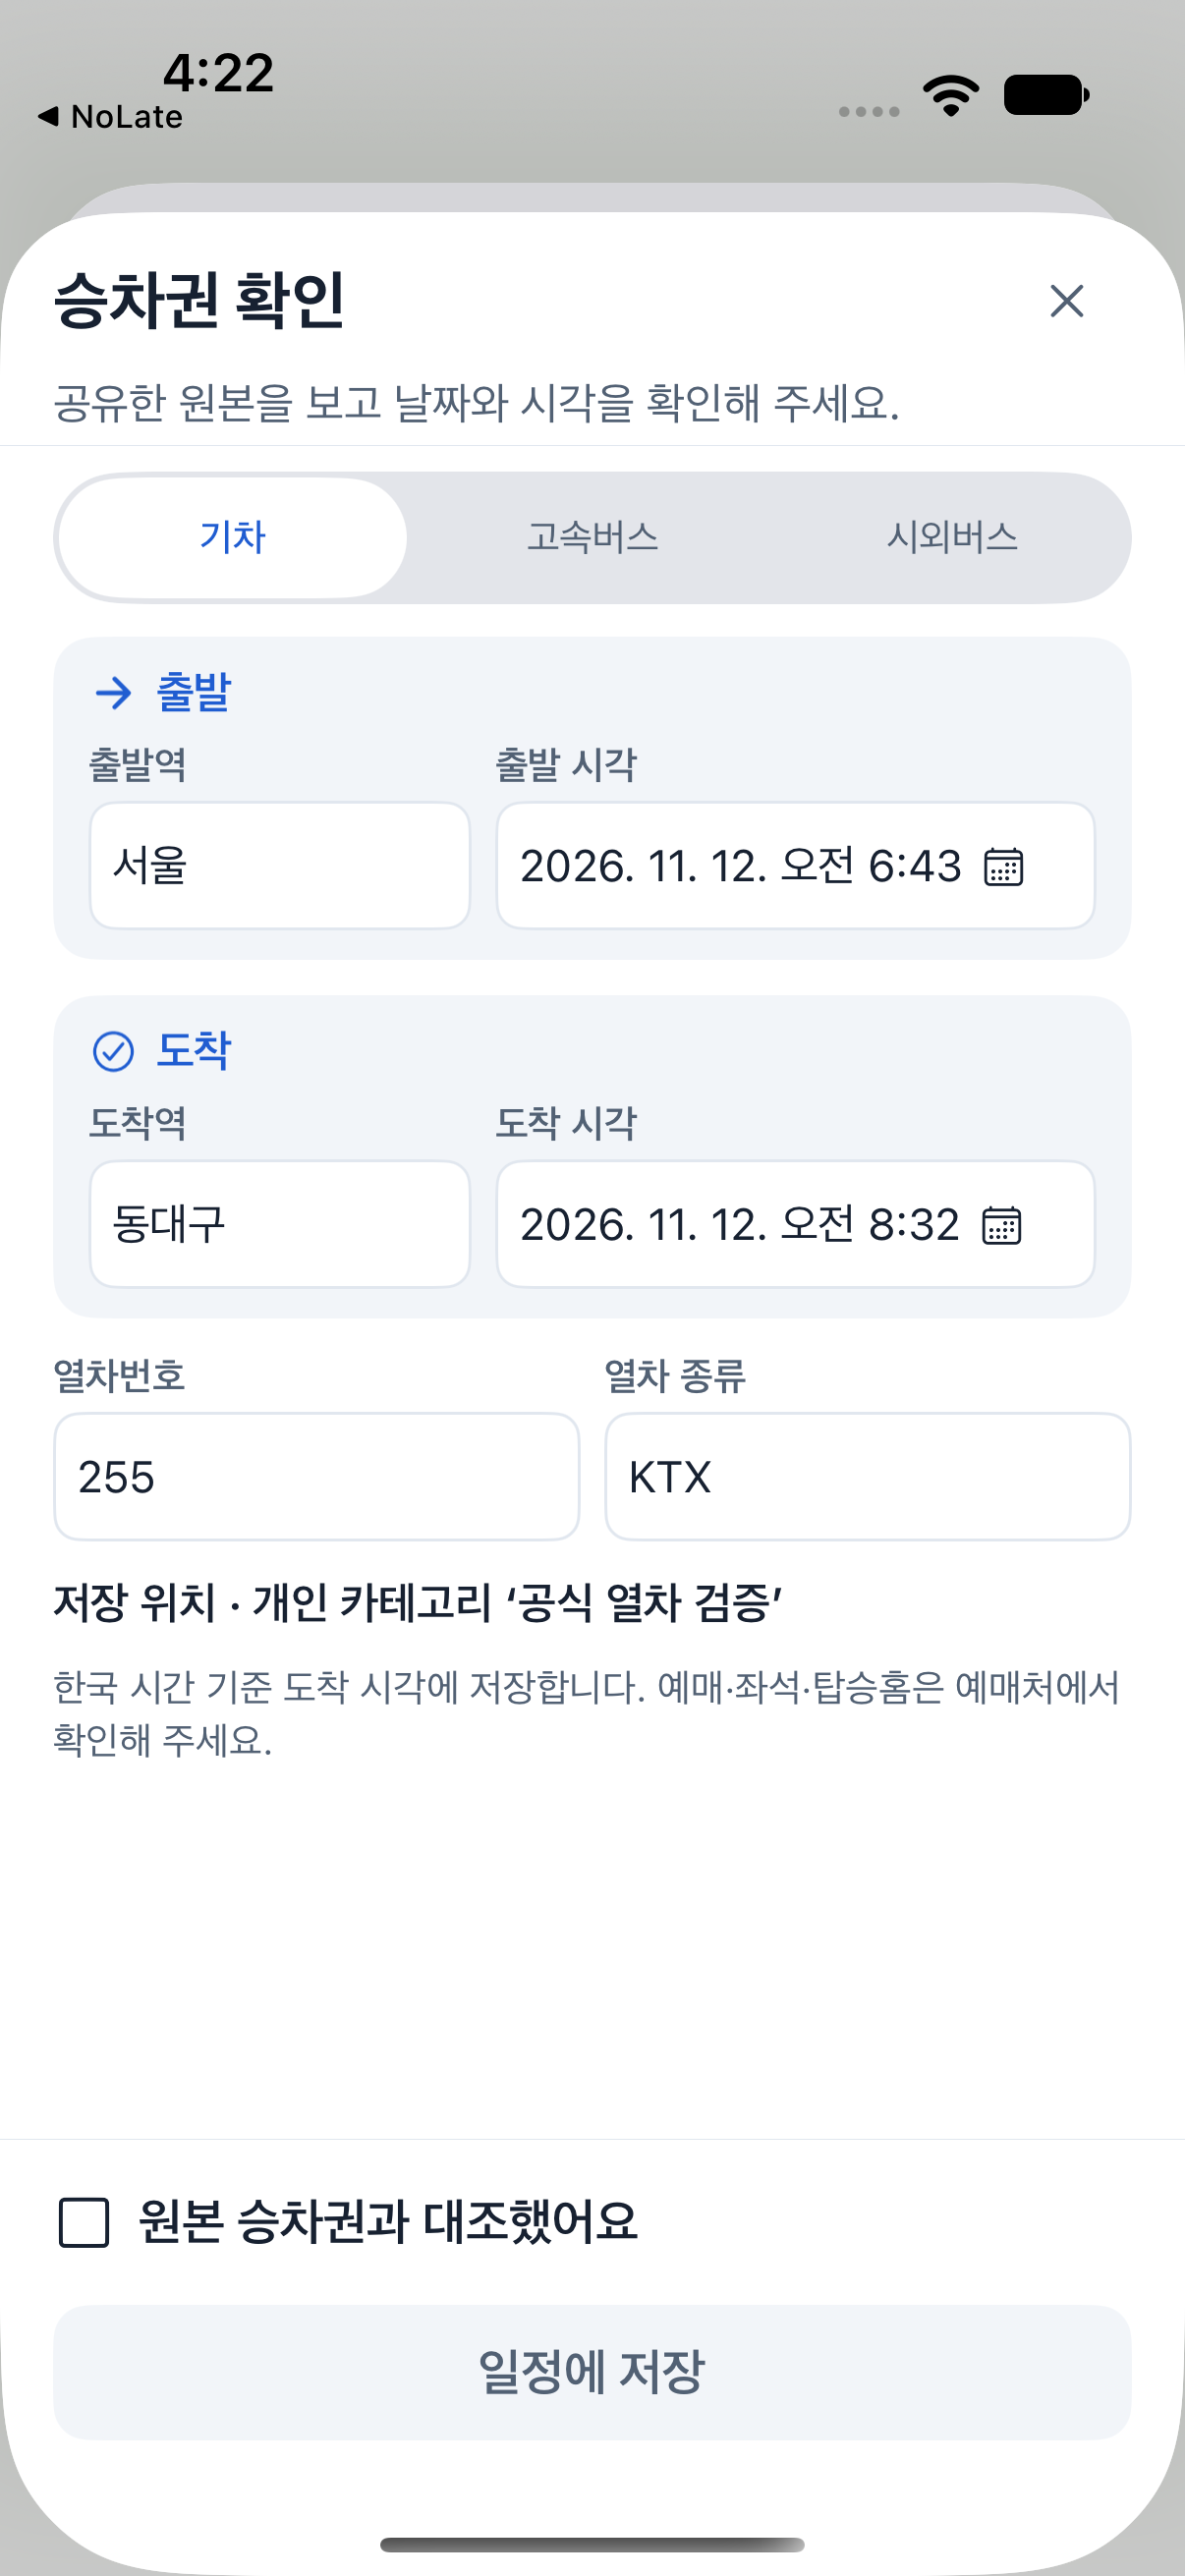 4:22
◀ NoLate
승차권 확인
공유한 원본을 보고 날짜와 시각을 확인해 주세요.
기차 고속버스 시외버스
출발
출발역 출발 시각
서울 2026. 11. 12. 오전 6:43
도착
도착역 도착 시각
동대구 2026. 11. 12. 오전 8:32
열차번호 열차 종류
255 KTX
저장 위치 · 개인 카테고리 ‘공식 열차 검증’
한국 시간 기준 도착 시각에 저장합니다. 예매·좌석·탑승홈은 예매처에서
확인해 주세요.
원본 승차권과 대조했어요
일정에 저장